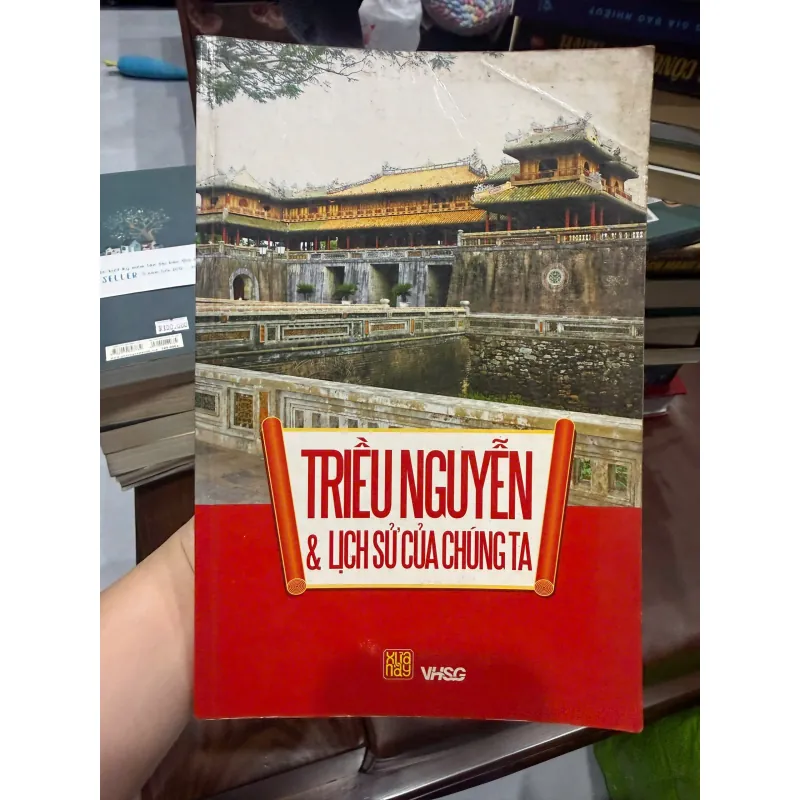 TRIỀU NGUYỄN
& LỊCH SỬ CỦA CHÚNG TA
XƯA
NAY
VHSG
SELLER